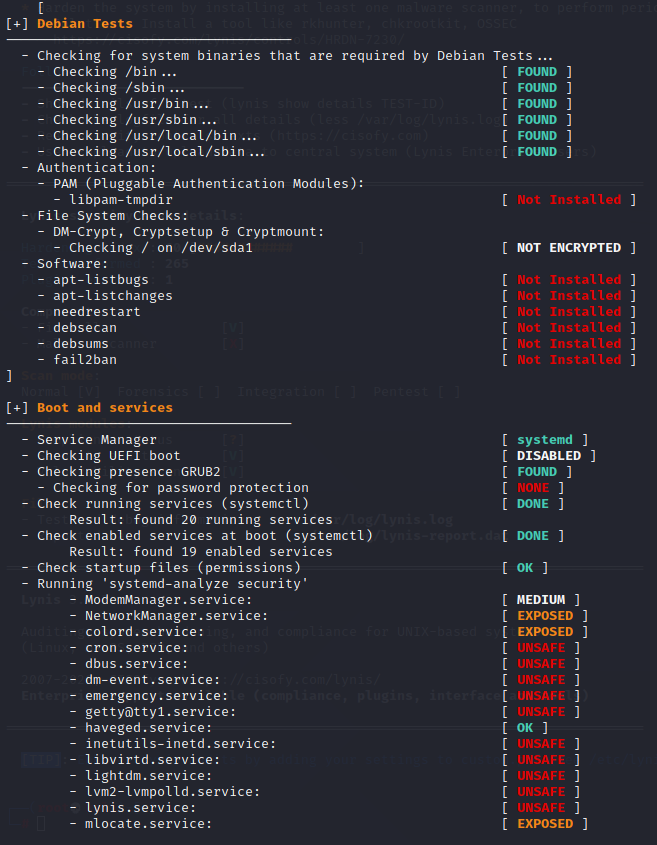 [
[+] Debian Tests
------------------------------------
- Checking for system binaries that are required by Debian Tests...
- Checking /bin... [ FOUND ]
- Checking /sbin... [ FOUND ]
- Checking /usr/bin... [ FOUND ]
- Checking /usr/sbin... [ FOUND ]
- Checking /usr/local/bin... [ FOUND ]
- Checking /usr/local/sbin... [ FOUND ]
- Authentication:
- PAM (Pluggable Authentication Modules):
- libpam-tmpdir [ Not Installed ]
- File System Checks:
- DM-Crypt, Cryptsetup & Cryptmount:
- Checking / on /dev/sda1 [ NOT ENCRYPTED ]
- Software:
- apt-listbugs [ Not Installed ]
- apt-listchanges [ Not Installed ]
- needrestart [ Not Installed ]
- debsecan [ Not Installed ]
- debsums [ Not Installed ]
- fail2ban [ Not Installed ]
]
[+] Boot and services
------------------------------------
- Service Manager [ systemd ]
- Checking UEFI boot [ DISABLED ]
- Checking presence GRUB2 [ FOUND ]
- Checking for password protection [ NONE ]
- Check running services (systemctl) [ DONE ]
Result: found 20 running services
- Check enabled services at boot (systemctl) [ DONE ]
Result: found 19 enabled services
- Check startup files (permissions) [ OK ]
- Running 'systemd-analyze security'
- ModemManager.service: [ MEDIUM ]
- NetworkManager.service: [ EXPOSED ]
- colord.service: [ EXPOSED ]
- cron.service: [ UNSAFE ]
- dbus.service: [ UNSAFE ]
- dm-event.service: [ UNSAFE ]
- emergency.service: [ UNSAFE ]
- getty@tty1.service: [ UNSAFE ]
- haveged.service: [ OK ]
- inetutils-inetd.service: [ UNSAFE ]
- libvirtd.service: [ UNSAFE ]
- lightdm.service: [ UNSAFE ]
- lvm2-lvmpolld.service: [ UNSAFE ]
- lynis.service: [ UNSAFE ]
- mlocate.service: [ EXPOSED ]